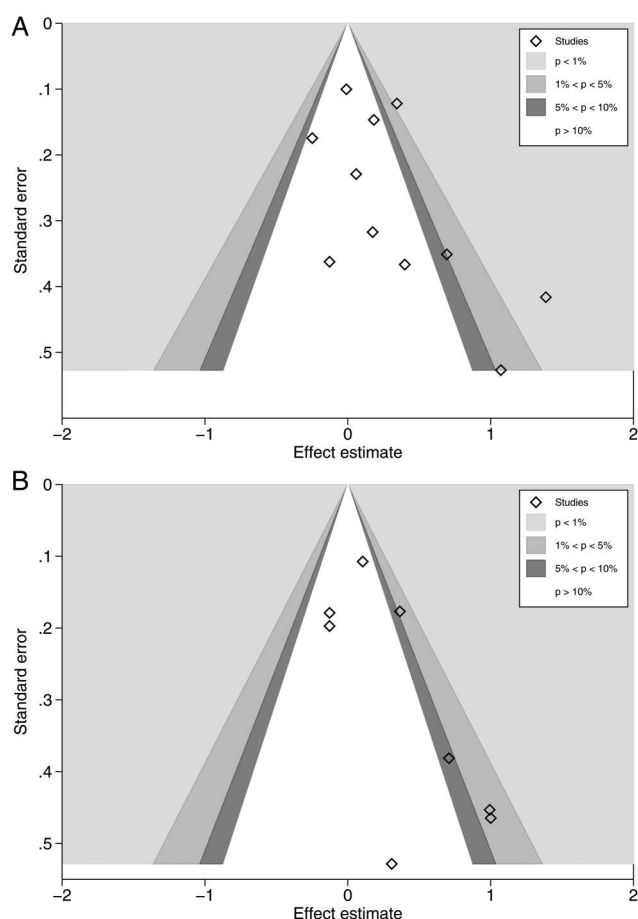 A
0
.1
.2
.3
.4
.5
Standard error
-2
-1
0
1
2
Effect estimate
Studies
p < 1%
1% < p < 5%
5% < p < 10%
p > 10%
B
0
.1
.2
.3
.4
.5
Standard error
-2
-1
0
1
2
Effect estimate
Studies
p < 1%
1% < p < 5%
5% < p < 10%
p > 10%